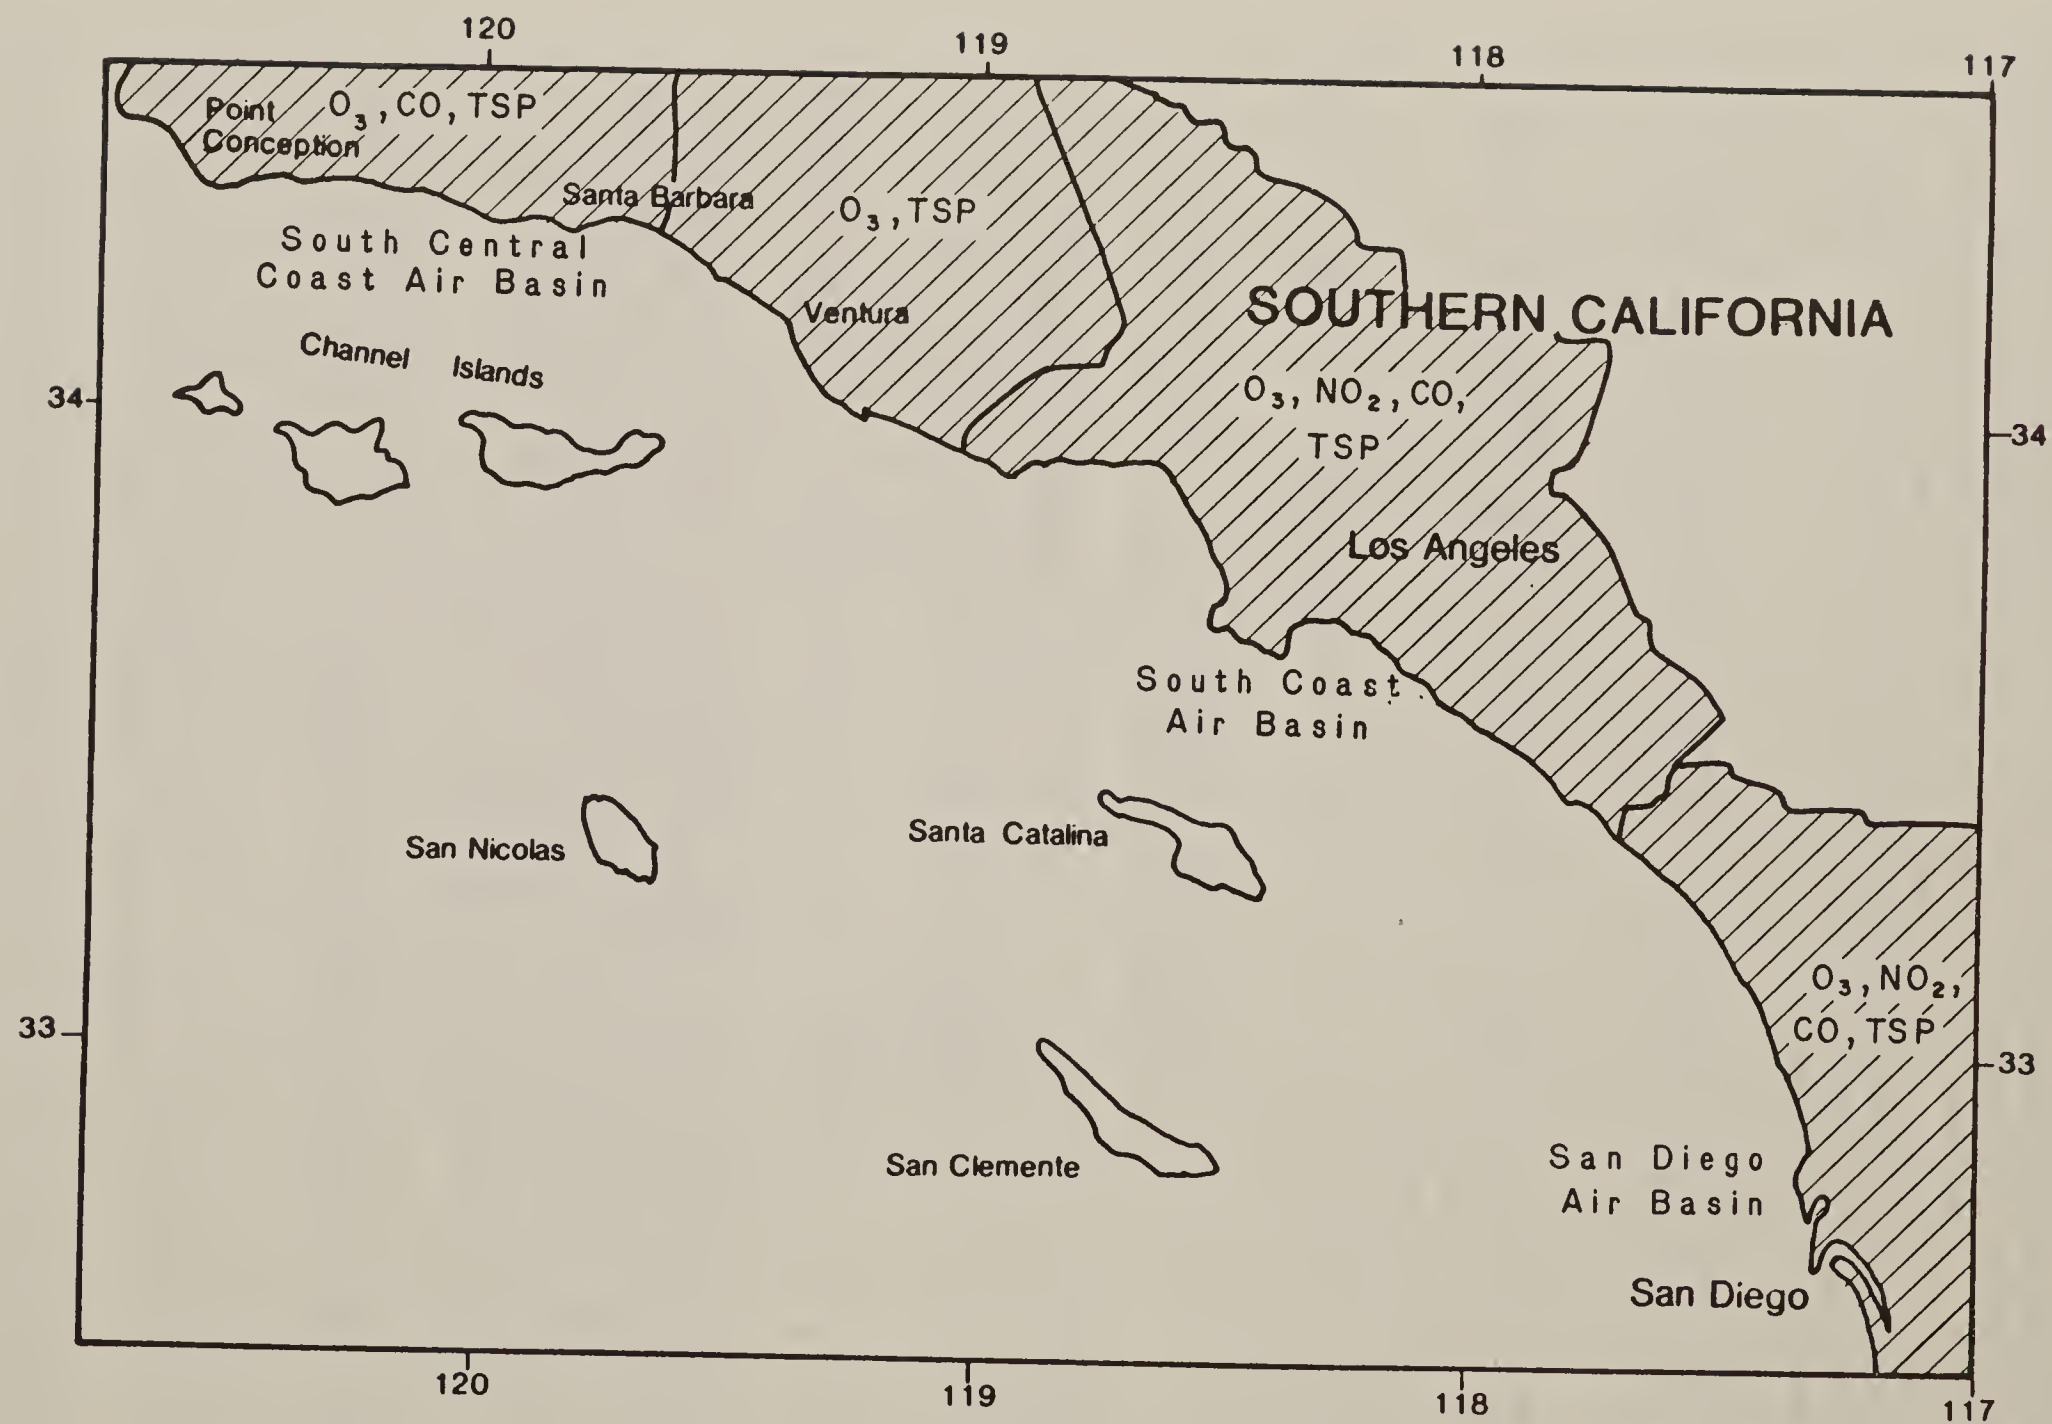 120
119
118
117
Point
Conception
O₃, CO, TSP
Santa Barbara
O₃, TSP
South Central
Coast Air Basin
Ventura
SOUTHERN CALIFORNIA
Channel Islands
34
O₃, NO₂, CO,
TSP
34
Los Angeles
South Coast
Air Basin
San Nicolas
Santa Catalina
O₃, NO₂,
CO, TSP
33
33
San Clemente
San Diego
Air Basin
San Diego
120
119
118
117